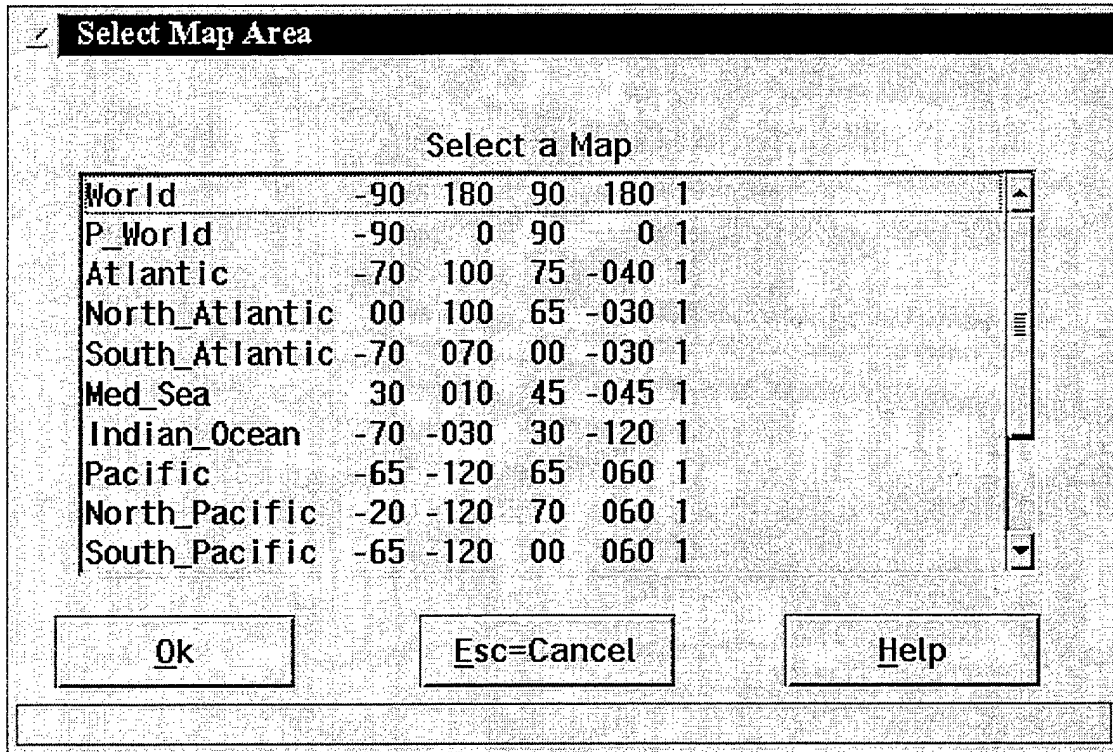 Select Map Area
Select a Map
World -90 180 90 180 1
P_World -90 0 90 0 1
Atlantic -70 100 75 -040 1
North_Atlantic 00 100 65 -030 1
South_Atlantic -70 070 00 -030 1
Med_Sea 30 010 45 -045 1
Indian_Ocean -70 -030 30 -120 1
Pacific -65 -120 65 060 1
North_Pacific -20 -120 70 060 1
South_Pacific -65 -120 00 060 1
Ok Esc=Cancel Help